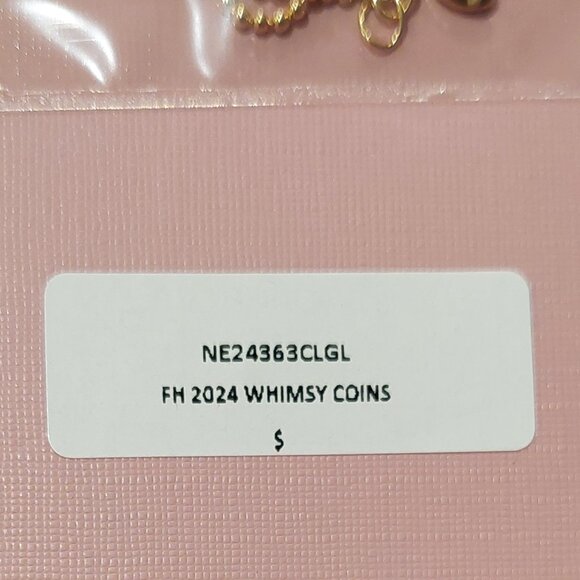 NE24363CLGL
FH 2024 WHIMSY COINS
$